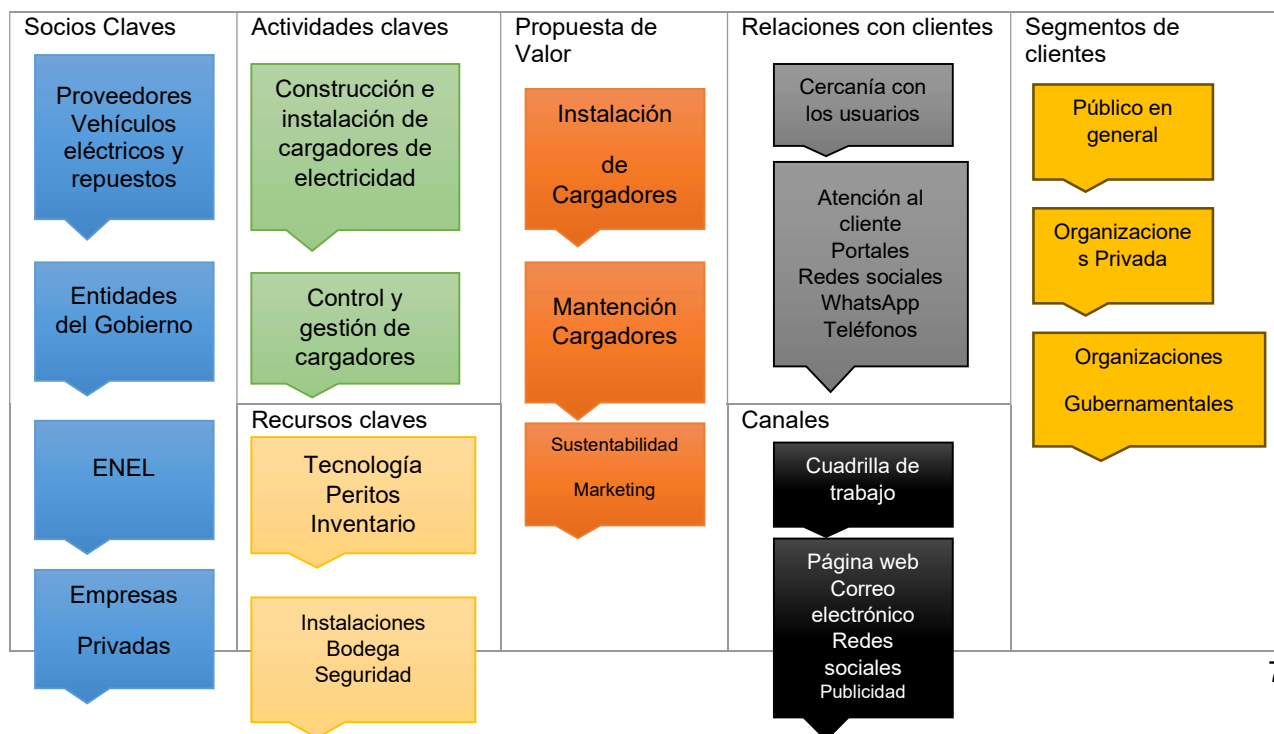 Socios Claves
Proveedores
Vehículos
eléctricos y
repuestos
Entidades
del Gobierno
ENEL
Empresas
Privadas
Actividades claves
Construcción e
instalación de
cargadores de
electricidad
Control y
gestión de
cargadores
Recursos claves
Tecnología
Peritos
Inventario
Instalaciones
Bodega
Seguridad
Propuesta de
Valor
Instalación
de
Cargadores
Mantención
Cargadores
Sustentabilidad
Marketing
Relaciones con clientes
Cercanía con
los usuarios
Atención al
cliente
Portales
Redes sociales
WhatsApp
Teléfonos
Canales
Cuadrilla de
trabajo
Página web
Correo
electrónico
Redes
sociales
Publicidad
Segmentos de
clientes
Público en
general
Organizacione
s Privada
Organizaciones
Gubernamentales